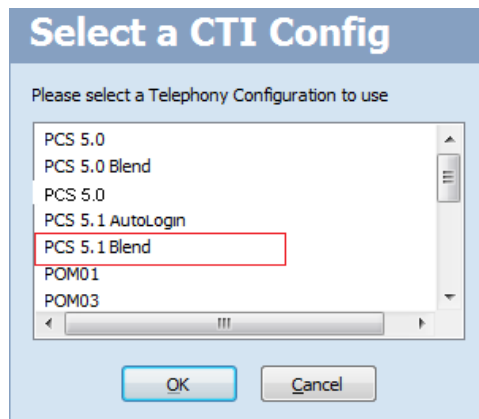 Select a CTI Config
Please select a Telephony Configuration to use
PCS 5.0
PCS 5.0 Blend
PCS 5.0
PCS 5.1 AutoLogin
PCS 5.1 Blend
POM01
POM03
OK
Cancel